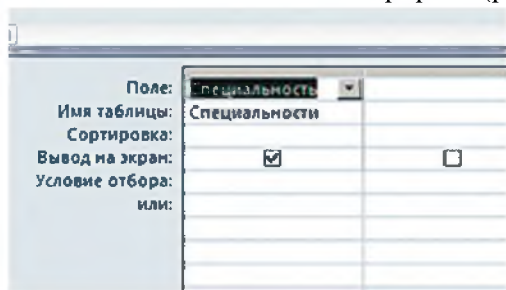 Поле: Специальность
Имя таблицы: Специальности
Сортировка:
Вывод на экран:
Условие отбора:
или: